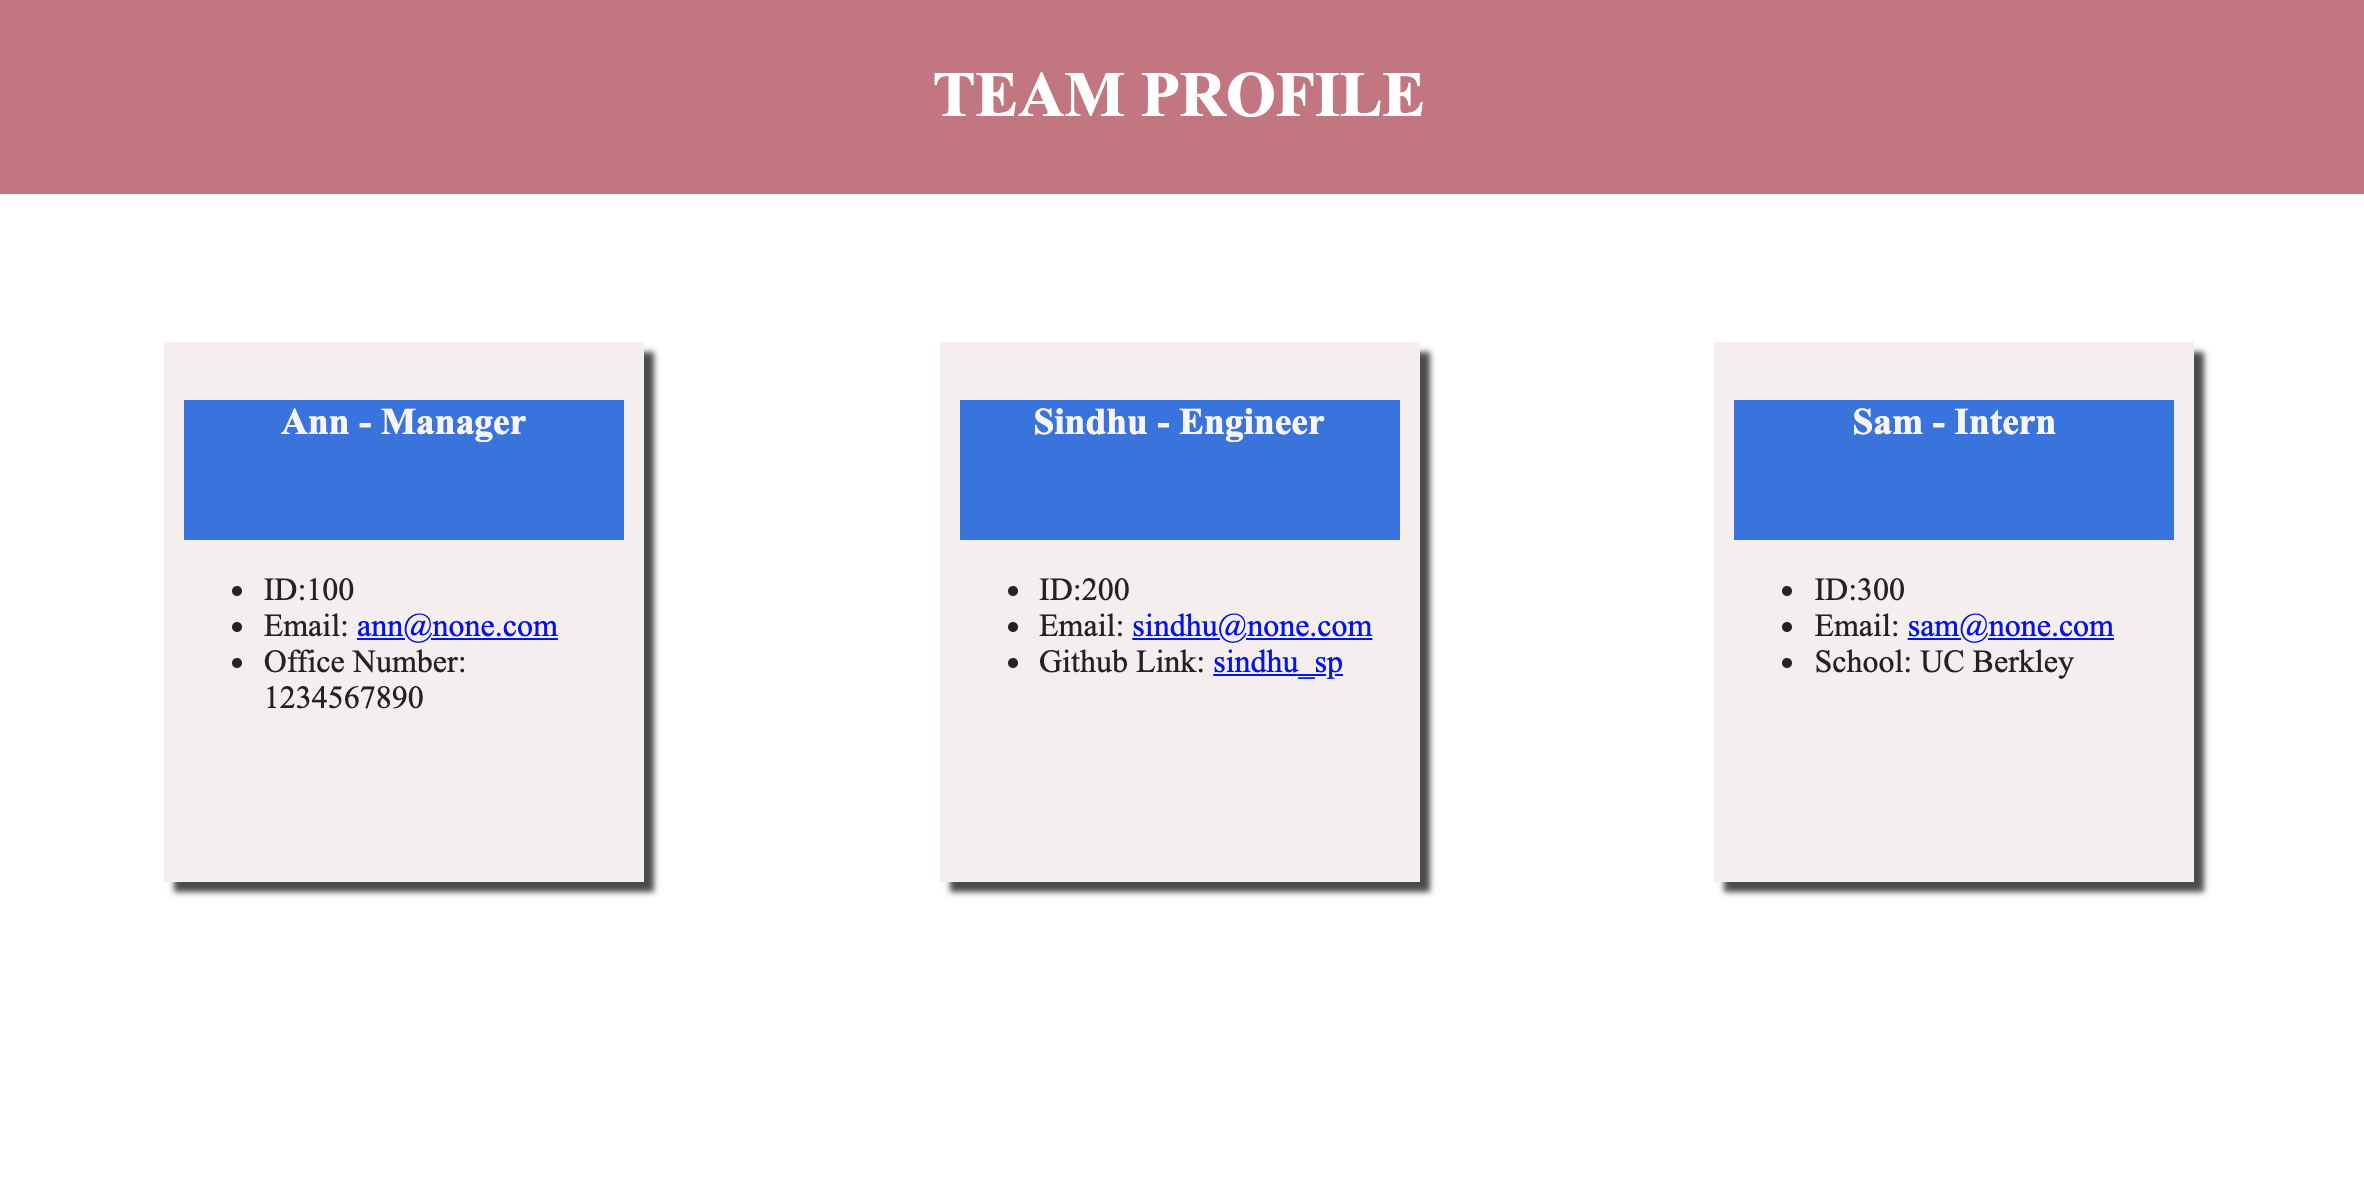 TEAM PROFILE
Ann - Manager
ID:100
Email: ann@none.com
Office Number:
1234567890
Sindhu - Engineer
ID:200
Email: sindhu@none.com
Github Link: sindhu_sp
Sam - Intern
ID:300
Email: sam@none.com
School: UC Berkley